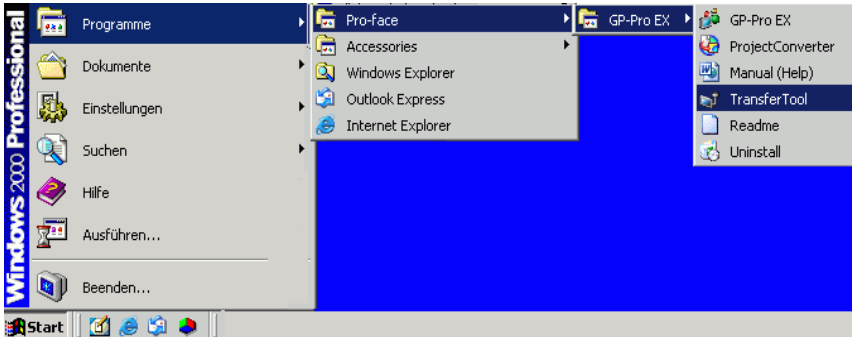 Windows 2000 Professional
Programme
Dokumente
Einstellungen
Suchen
Hilfe
Ausführen...
Beenden...
Pro-face
Accessories
Windows Explorer
Outlook Express
Internet Explorer
GP-Pro EX
GP-Pro EX
ProjectConverter
Manual (Help)
TransferTool
Readme
Uninstall
Start